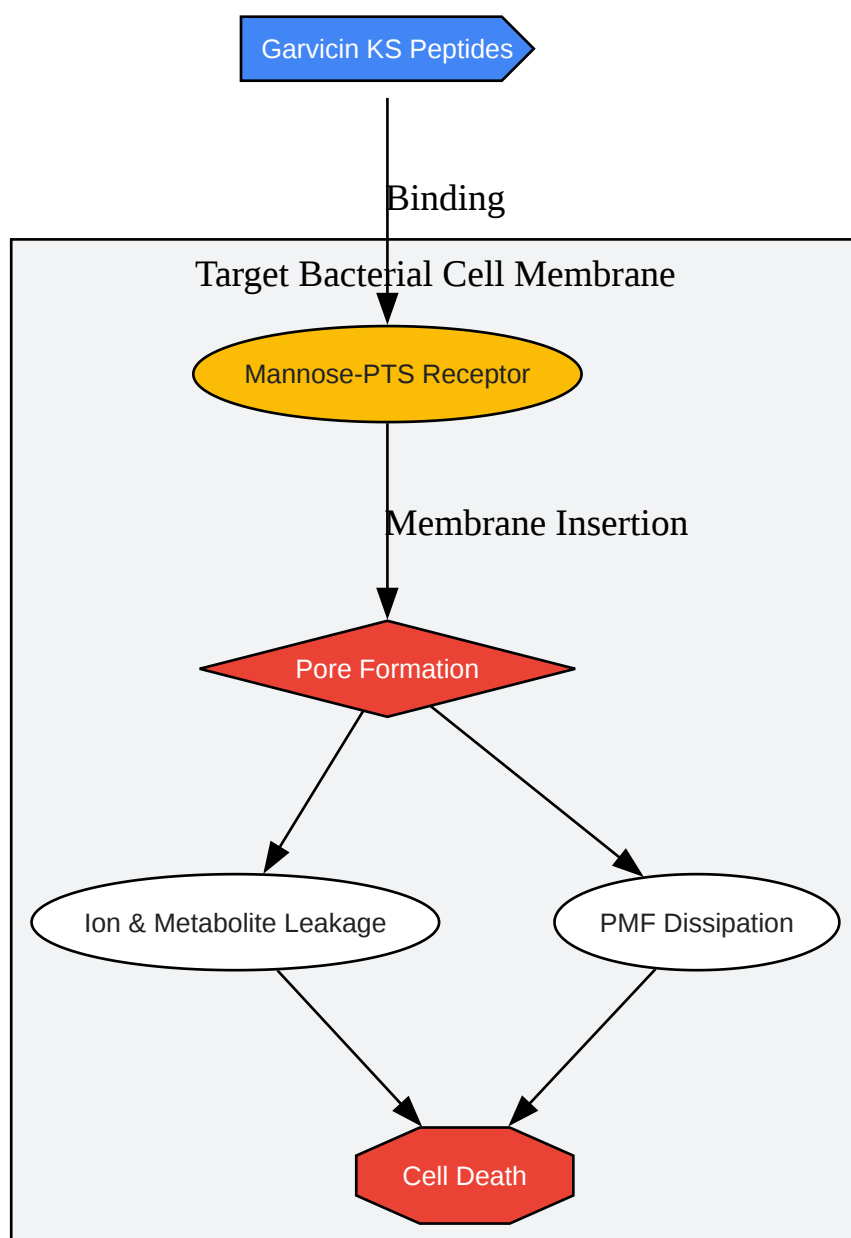 Garvicin KS Peptides
Binding
Target Bacterial Cell Membrane
Mannose-PTS Receptor
Membrane Insertion
Pore Formation
Ion & Metabolite Leakage
PMF Dissipation
Cell Death